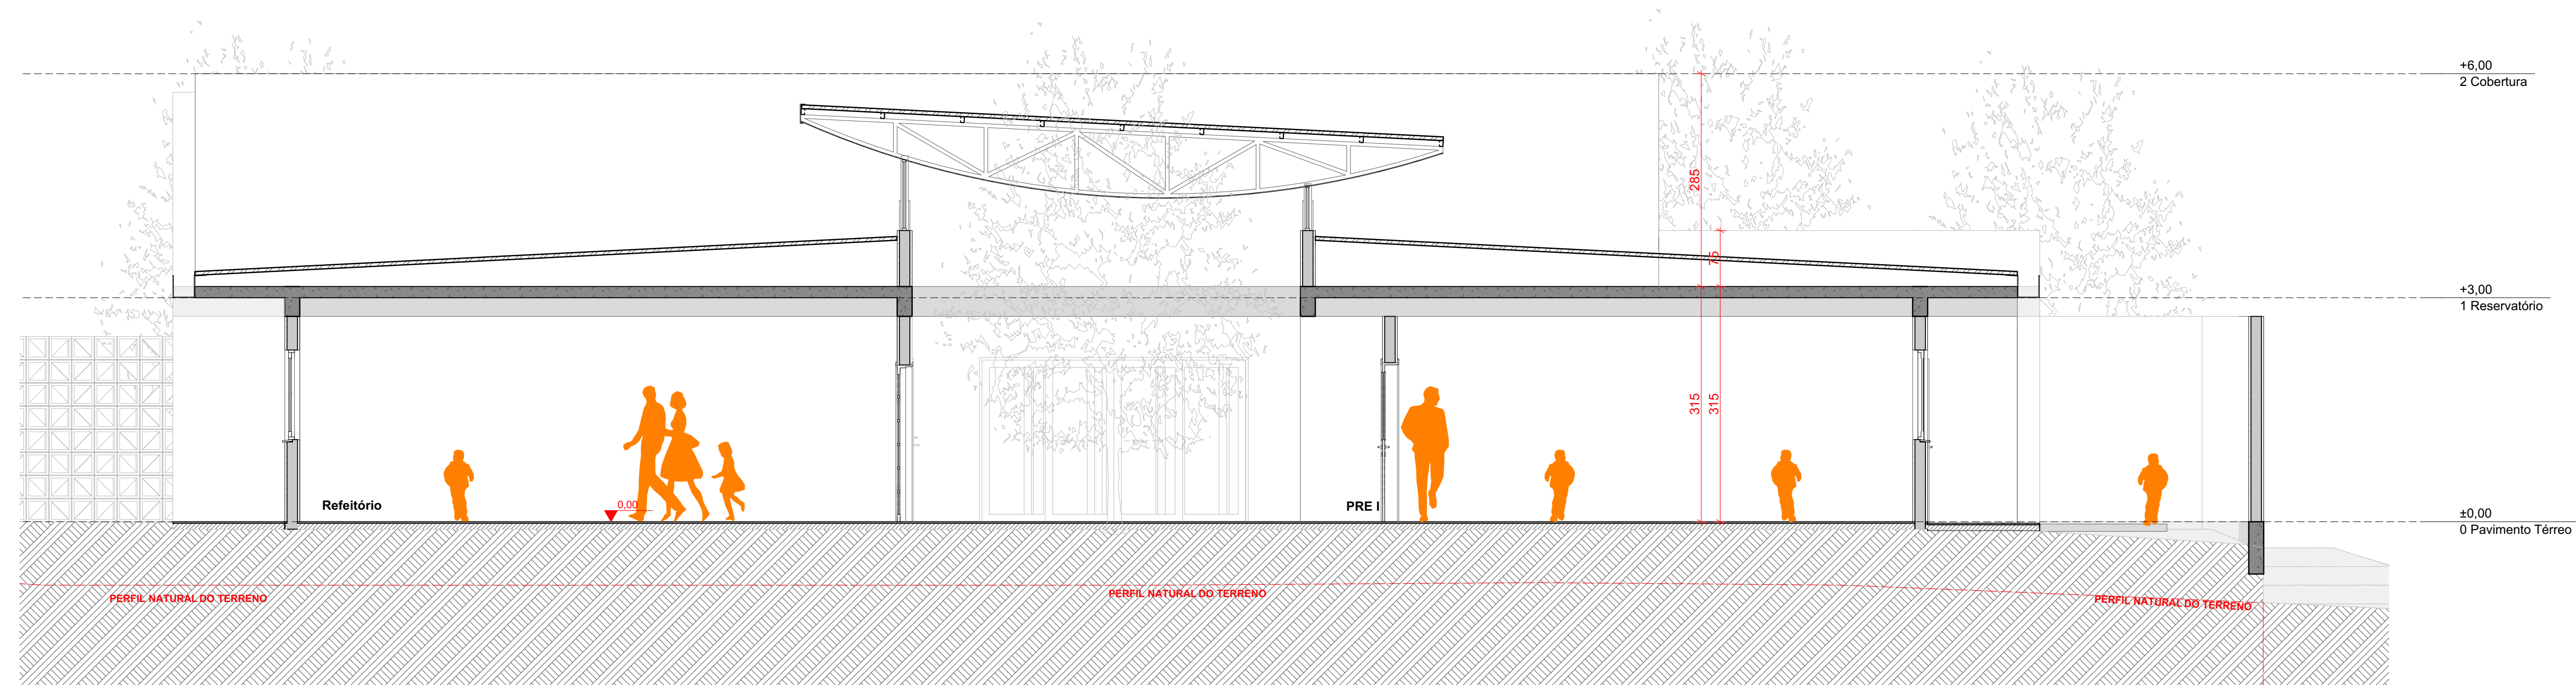 +6,00
2 Cobertura
285
75
+3,00
1 Reservatório
315
315
Refeitório
0,00
PRE I
±0,00
0 Pavimento Térreo
PERFIL NATURAL DO TERRENO
PERFIL NATURAL DO TERRENO
PERFIL NATURAL DO TERRENO